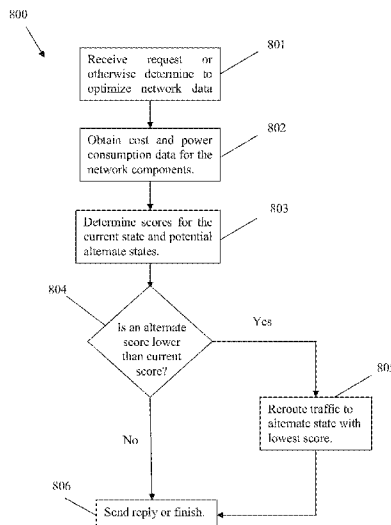 800
801
Receive request or
otherwise determine to
optimize network data
802
Obtain cost and power
consumption data for the
network components.
803
Determine scores for the
current state and potential
alternate states.
804
Is an alternate
score lower
than current
score?
Yes
Reroute traffic to
alternate state with
lowest score.
No
806
Send reply or finish.